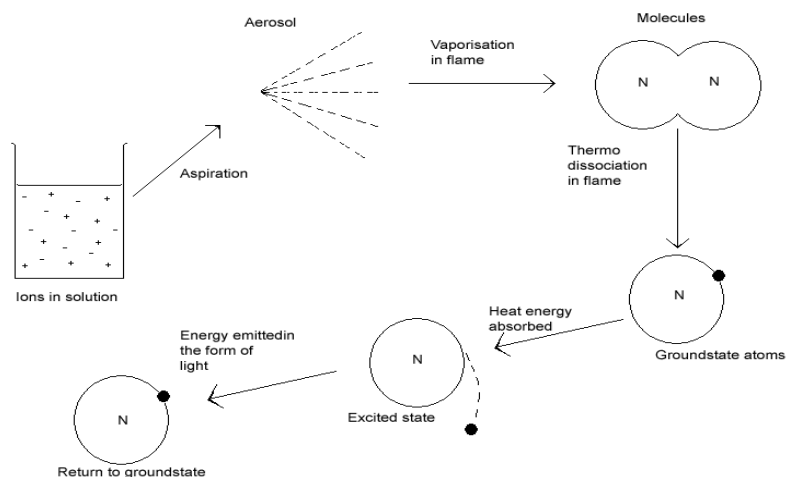 Aerosol
Molecules
Vaporisation
in flame
N
N
Aspiration
Thermo
dissociation
in flame
- + - +
- + - +
- + - -
+ - + - +
+ - + - +
Ions in solution
N
Groundstate atoms
Heat energy
absorbed
N
Excited state
Energy emittedin
the form of
light
N
Return to groundstate